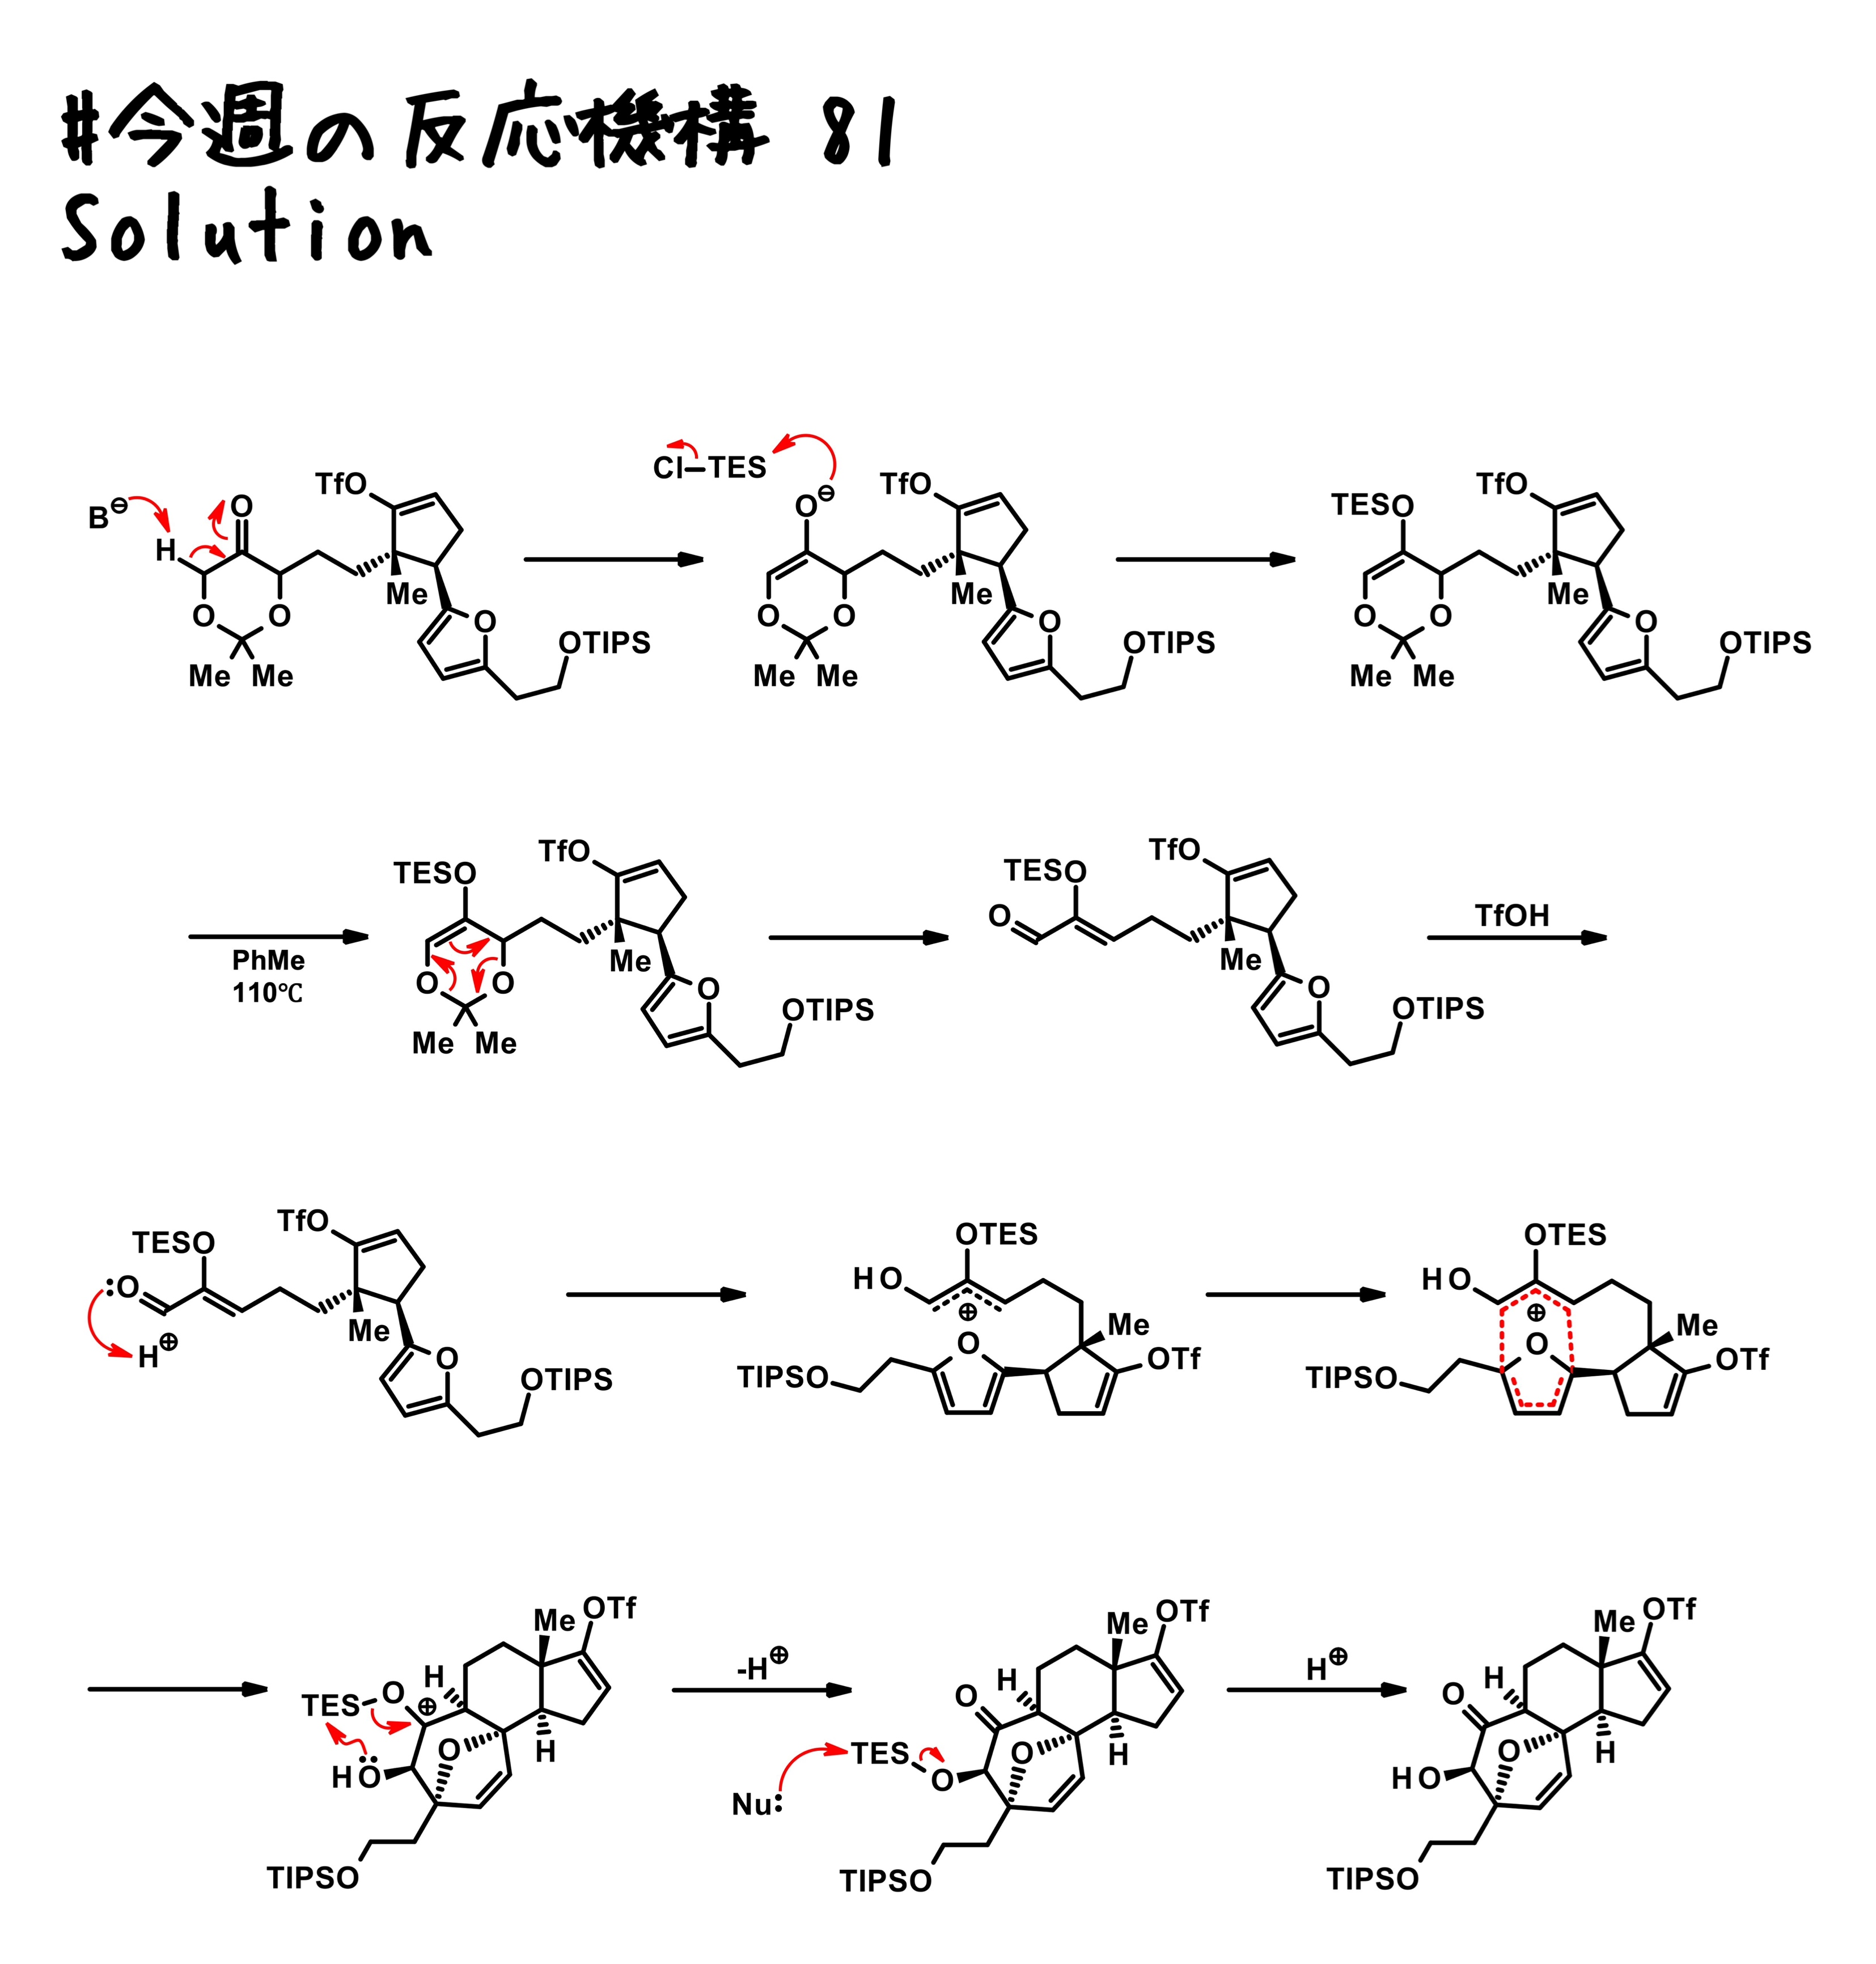 #今週の反応機構 81
Solution
B⊖ H O TfO
O O Me
Me Me
O OTIPS
Cl–TES
O⊖ TfO
O O Me
Me Me
O OTIPS
TESO TfO
O O Me
Me Me
O OTIPS
PhMe
110℃
TESO TfO
O O Me
Me Me
O OTIPS
TESO TfO
O Me
O OTIPS
TfOH
TESO TfO
:O Me
H⊕
O OTIPS
OTES
HO
⊕
O Me
TIPSO OTf
OTES
HO
⊕
O Me
TIPSO OTf
Me OTf
H
TES O ⊕
O
HO H
TIPSO
-H⊕
Me OTf
H
O
TES O
O H
Nu:
TIPSO
H⊕
Me OTf
H
O
O
HO H
TIPSO